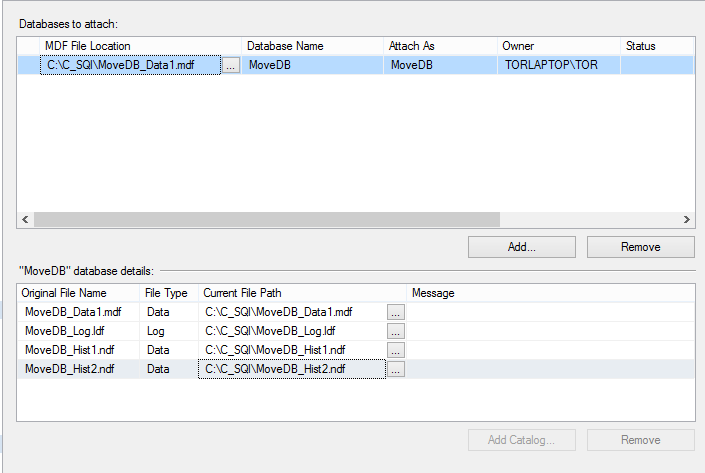 Databases to attach:
MDF File Location Database Name Attach As Owner Status
C:\C_SQl\MoveDB_Data1.mdf ... MoveDB MoveDB TORLAPTOP\TOR
Add... Remove
"MoveDB" database details:
Original File Name File Type Current File Path Message
MoveDB_Data1.mdf Data C:\C_SQl\MoveDB_Data1.mdf ...
MoveDB_Log.ldf Log C:\C_SQl\MoveDB_Log.ldf ...
MoveDB_Hist1.ndf Data C:\C_SQl\MoveDB_Hist1.ndf ...
MoveDB_Hist2.ndf Data C:\C_SQl\MoveDB_Hist2.ndf ...
Add Catalog... Remove